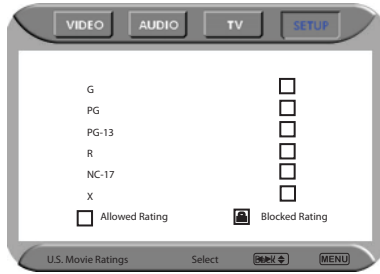 VIDEO AUDIO TV SETUP
G
PG
PG-13
R
NC-17
X
Allowed Rating Blocked Rating
U.S. Movie Ratings Select MENU